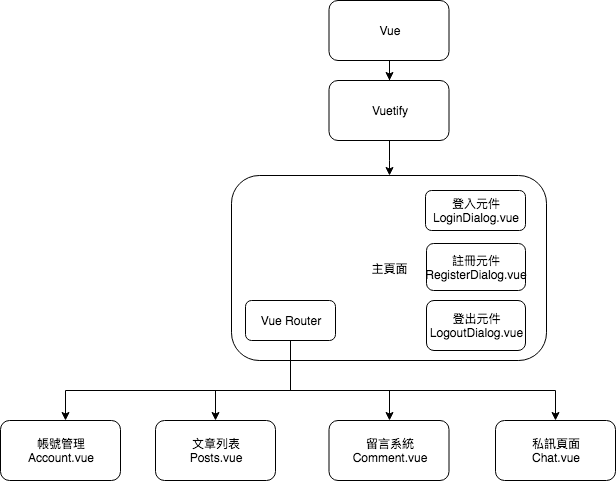 Vue
Vuetify
登入元件
LoginDialog.vue
主頁面
註冊元件
RegisterDialog.vue
Vue Router
登出元件
LogoutDialog.vue
帳號管理
Account.vue
文章列表
Posts.vue
留言系統
Comment.vue
私訊頁面
Chat.vue